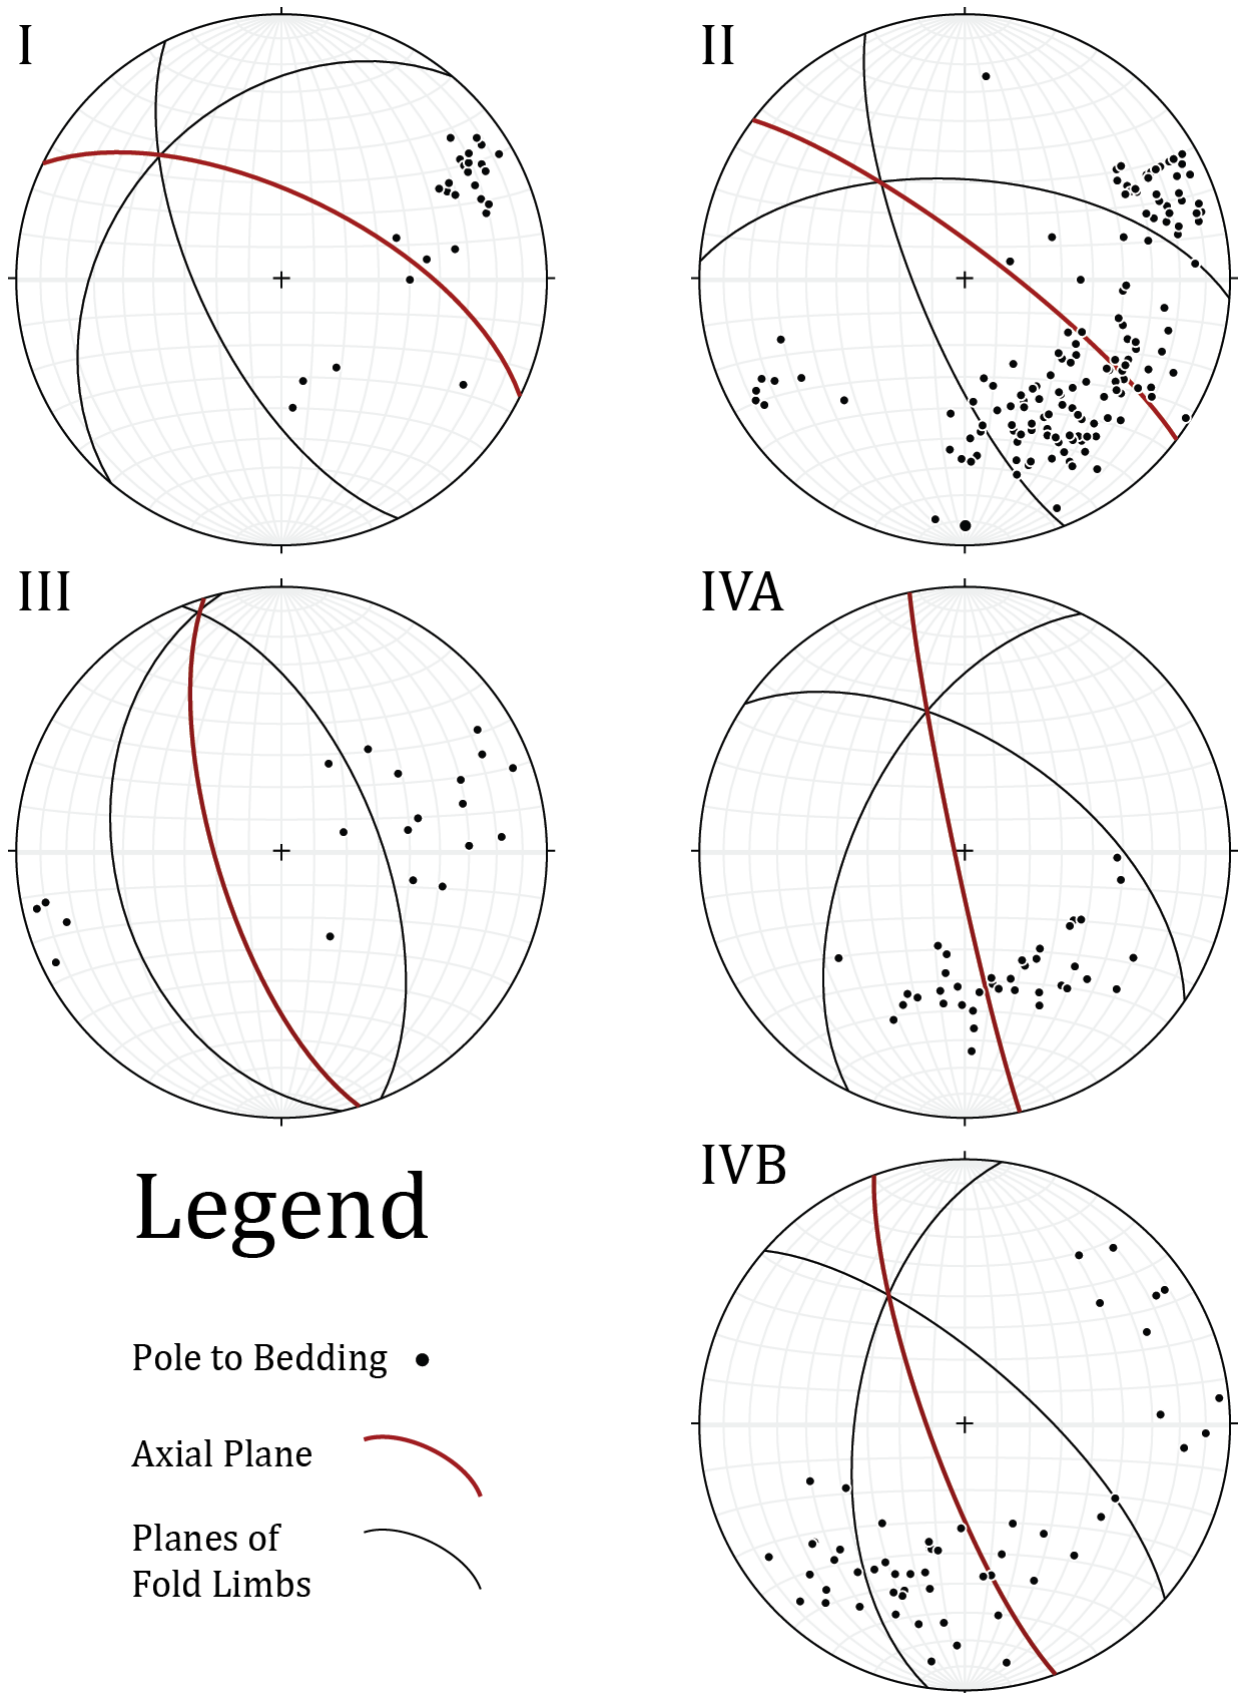 I
II
III
IVA
IVB
Legend
Pole to Bedding
Axial Plane
Planes of
Fold Limbs